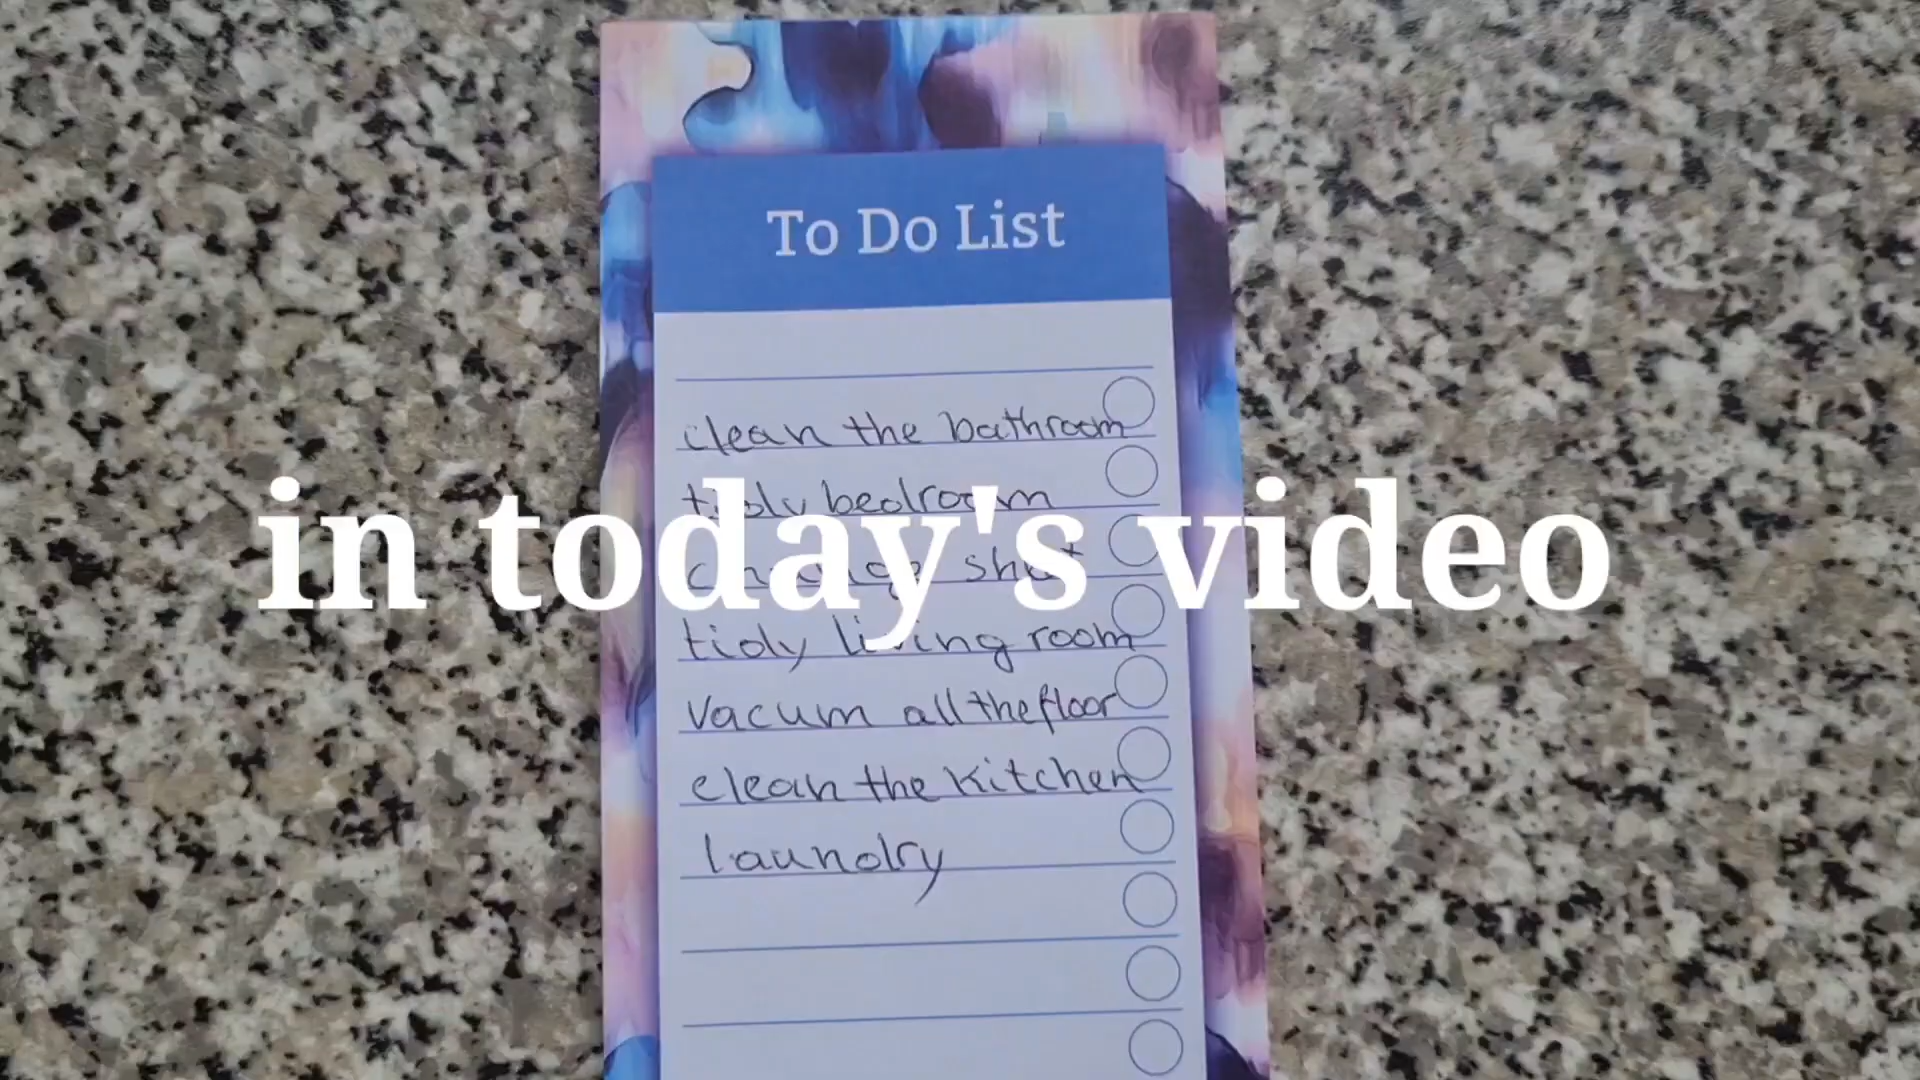 To Do List
clean the bathroom
tidy bedroom
in today's video
tidy living room
vacum all the floor
clean the kitchen
laundry